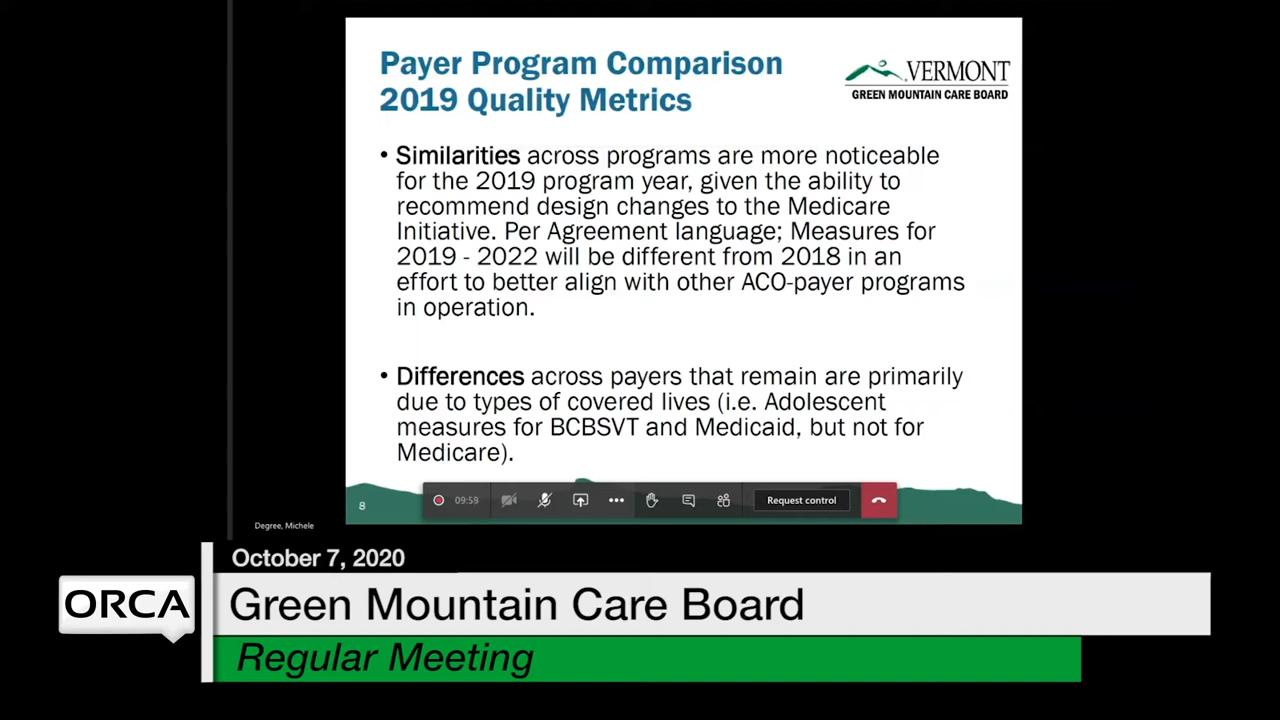 Payer Program Comparison
2019 Quality Metrics
VERMONT
GREEN MOUNTAIN CARE BOARD
• Similarities across programs are more noticeable
for the 2019 program year, given the ability to
recommend design changes to the Medicare
Initiative. Per Agreement language; Measures for
2019 - 2022 will be different from 2018 in an
effort to better align with other ACO-payer programs
in operation.
• Differences across payers that remain are primarily
due to types of covered lives (i.e. Adolescent
measures for BCBSVT and Medicaid, but not for
Medicare).
8
09:59
Request control
Degree, Michele
October 7, 2020
ORCA
Green Mountain Care Board
Regular Meeting